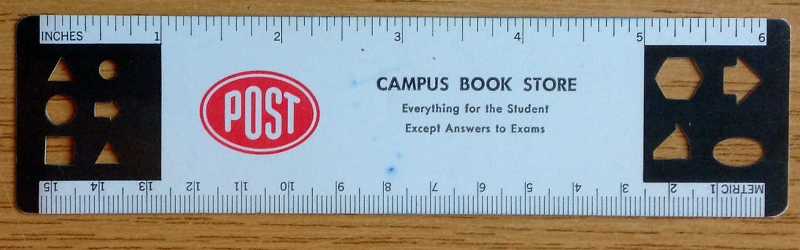 INCHES 1 2 3 4 5 6
POST
CAMPUS BOOK STORE
Everything for the Student
Except Answers to Exams
METRIC 1 2 3 4 5 6 7 8 9 10 11 12 13 14 15